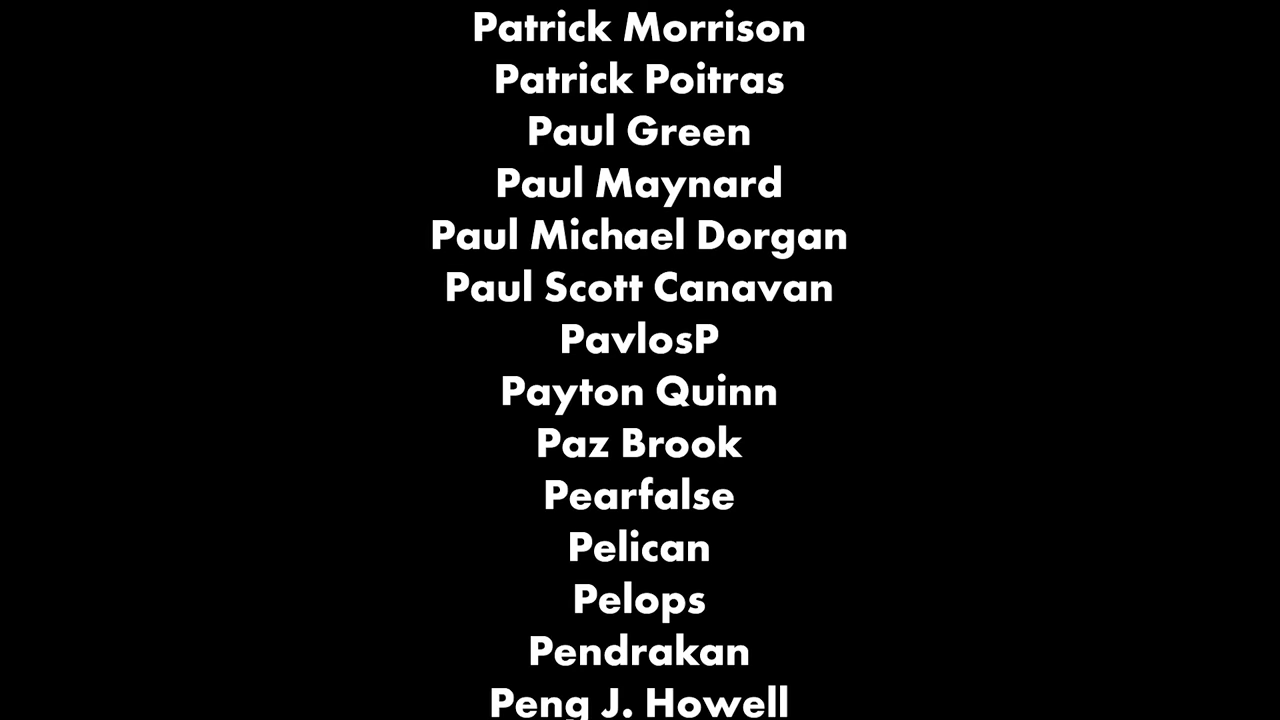 Patrick Morrison
Patrick Poitras
Paul Green
Paul Maynard
Paul Michael Dorgan
Paul Scott Canavan
PavlosP
Payton Quinn
Paz Brook
Pearfalse
Pelican
Pelops
Pendrakan
Peng J. Howell